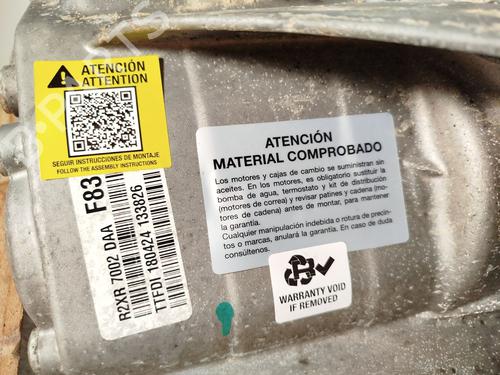 ATENCIÓN
ATTENTION
SEGUIR INSTRUCCIONES DE MONTAJE
FOLLOW THE ASSEMBLY INSTRUCTIONS
F83
R2XR 7002 DAA
TTFDI 180424 133826
ATENCIÓN
MATERIAL COMPROBADO
Los motores y cajas de cambio se suministran sin
aceites. En los motores, es obligatorio sustituir la
bomba de agua, termostato y kit de distribución
(motores de correa) y revisar patines y cadena (mo-
tores de cadena) antes de montar, para mantener
la garantía.
Cualquier manipulación indebida o rotura de precin-
tos o marcas, anulará la garantía. En caso de duda
consúltenos.
WARRANTY VOID
IF REMOVED